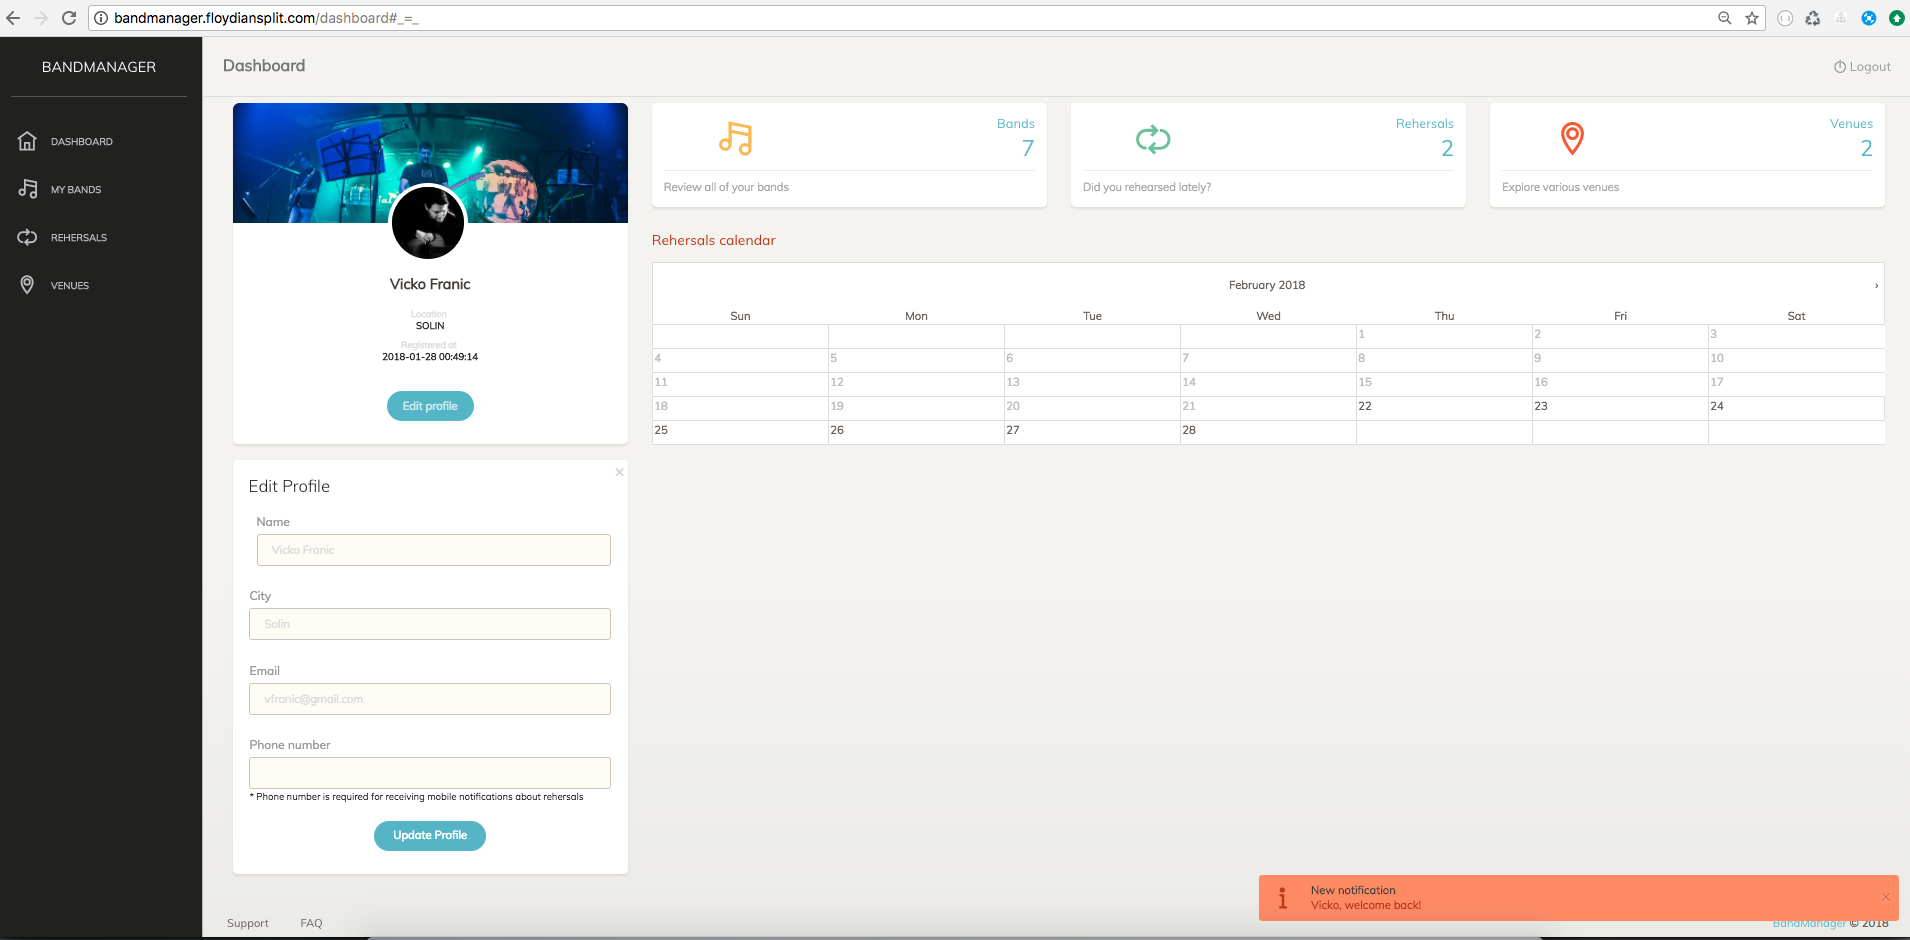 bandmanager.floydiansplit.com/dashboard#_=_
BANDMANAGER
DASHBOARD
MY BANDS
REHERSALS
VENUES
Dashboard
Logout
Vicko Franic
Location
SOLIN
Registered at
2018-01-28 00:49:14
Edit profile
Bands
7
Review all of your bands
Rehersals
2
Did you rehearsed lately?
Venues
2
Explore various venues
Rehersals calendar
February 2018 ›
Sun Mon Tue Wed Thu Fri Sat
1 2 3
4 5 6 7 8 9 10
11 12 13 14 15 16 17
18 19 20 21 22 23 24
25 26 27 28
Edit Profile ×
Name
Vicko Franic
City
Solin
Email
vfranic@gmail.com
Phone number
* Phone number is required for receiving mobile notifications about rehersals
Update Profile
New notification
Vicko, welcome back! ×
Support FAQ
BandManager © 2018